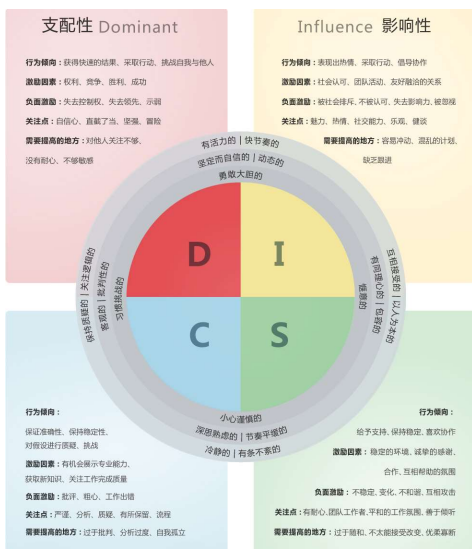 支配性 Dominant
行为倾向：获得快速的结果、采取行动、挑战自我与他人
激励因素：权利、竞争、胜利、成功
负面激励：失去控制权、失去领先、示弱
关注点：自信心、直截了当、坚强、冒险
需要提高的地方：对他人关注不够、
没有耐心、不够敏感
Influence 影响性
行为倾向：表现出热情、采取行动、倡导协作
激励因素：社会认可、团队活动、友好融洽的关系
负面激励：被社会排斥、不被认可、失去影响力、被忽视
关注点：魅力、热情、社交能力、乐观、健谈
需要提高的地方：容易冲动、混乱的计划、
缺乏跟进
有活力的 | 快节奏的
坚定而自信的 | 动态的
勇敢大胆的
保持质疑的 | 关注逻辑的
客观的 | 批判性的
习惯挑战的
D
I
C
S
互相接受的 | 以人为本的
有同理心的 | 包容的
惬意的
小心谨慎的
深思熟虑的 | 节奏平缓的
冷静的 | 有条不紊的
行为倾向：
保证准确性、保持稳定性、
对假设进行质疑、挑战
激励因素：有机会展示专业能力、
获取新知识、关注工作完成质量
负面激励：批评、粗心、工作出错
关注点：严谨、分析、质疑、有所保留、流程
需要提高的地方：过于批判、分析过度、自我孤立
行为倾向：
给予支持、保持稳定、喜欢协作
激励因素：稳定的环境、诚挚的感谢、
合作、互相帮助的氛围
负面激励：不稳定、变化、不和谐、互相攻击
关注点：有耐心、团队工作者、平和的工作氛围、善于倾听
需要提高的地方：过于随和、不太能接受改变、优柔寡断